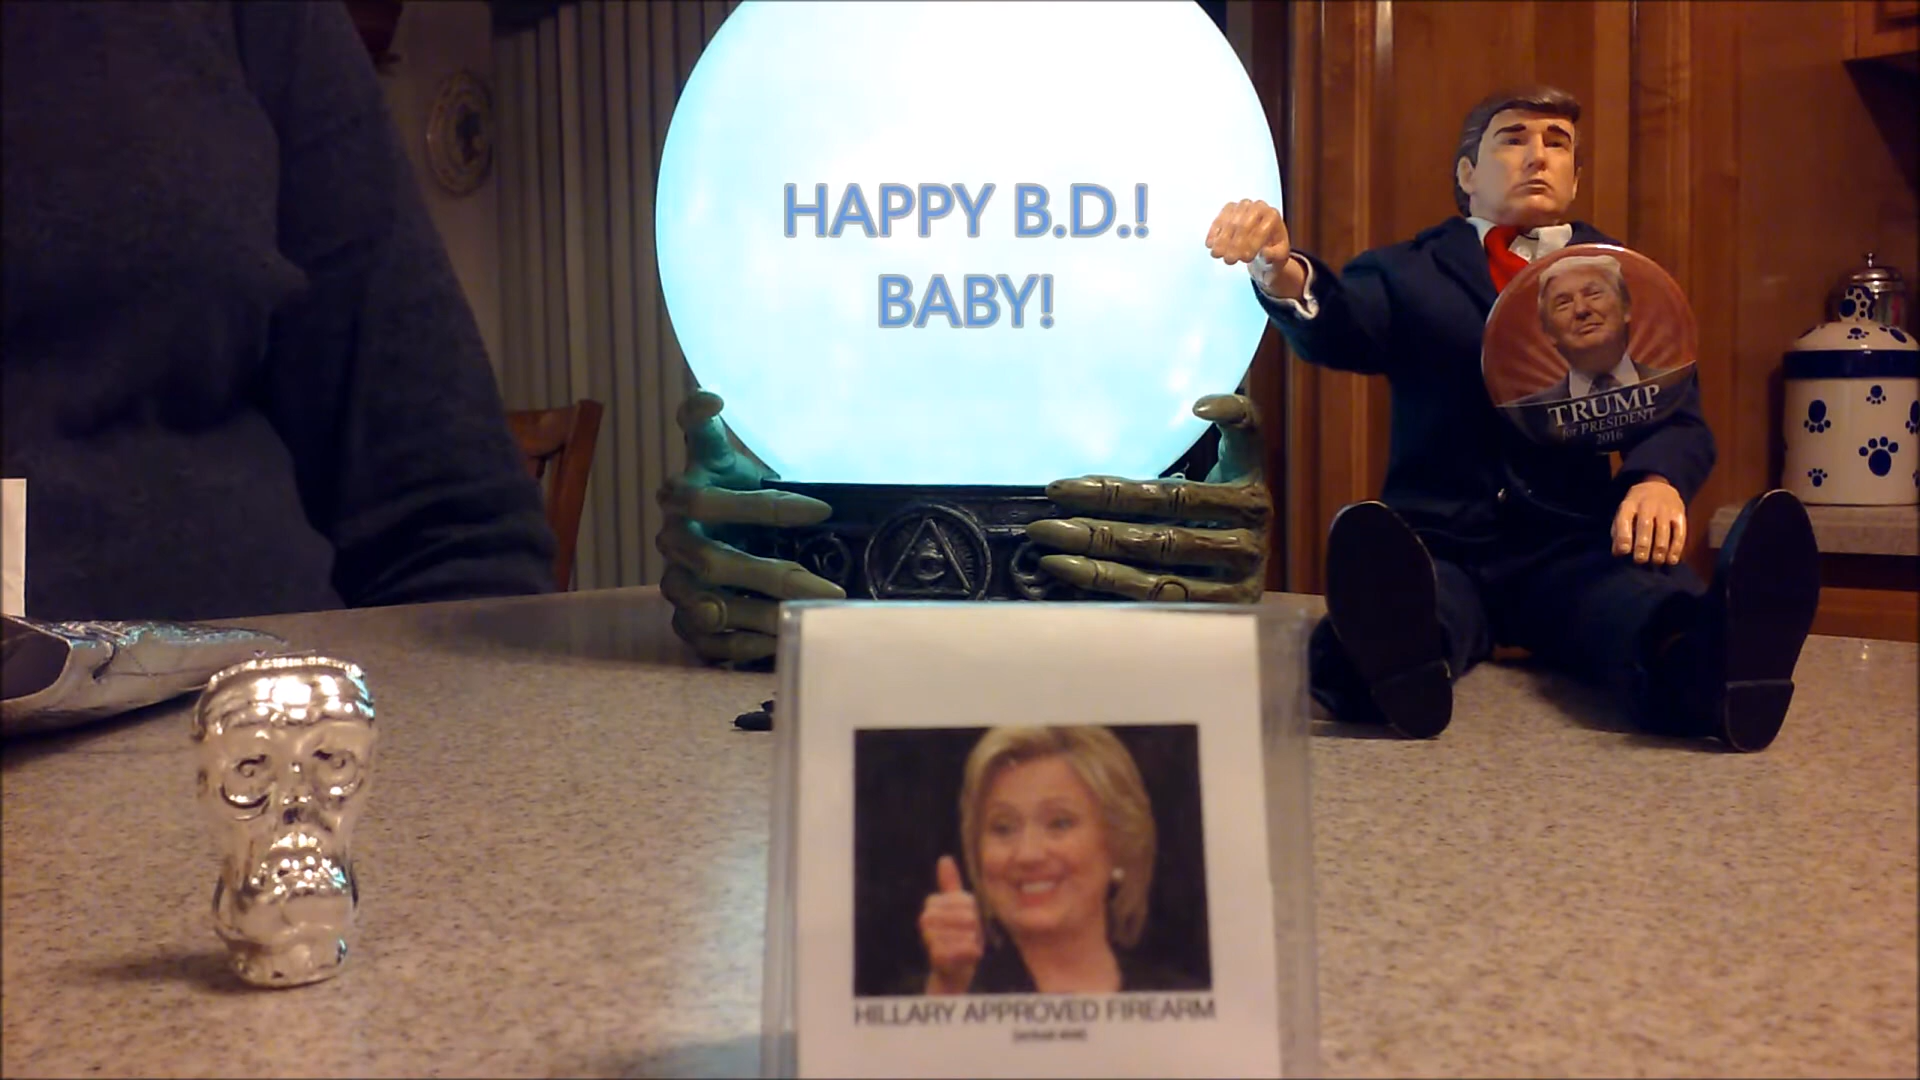 HAPPY B.D.!
BABY!
TRUMP
for PRESIDENT
2016
HILLARY APPROVED FIREARM